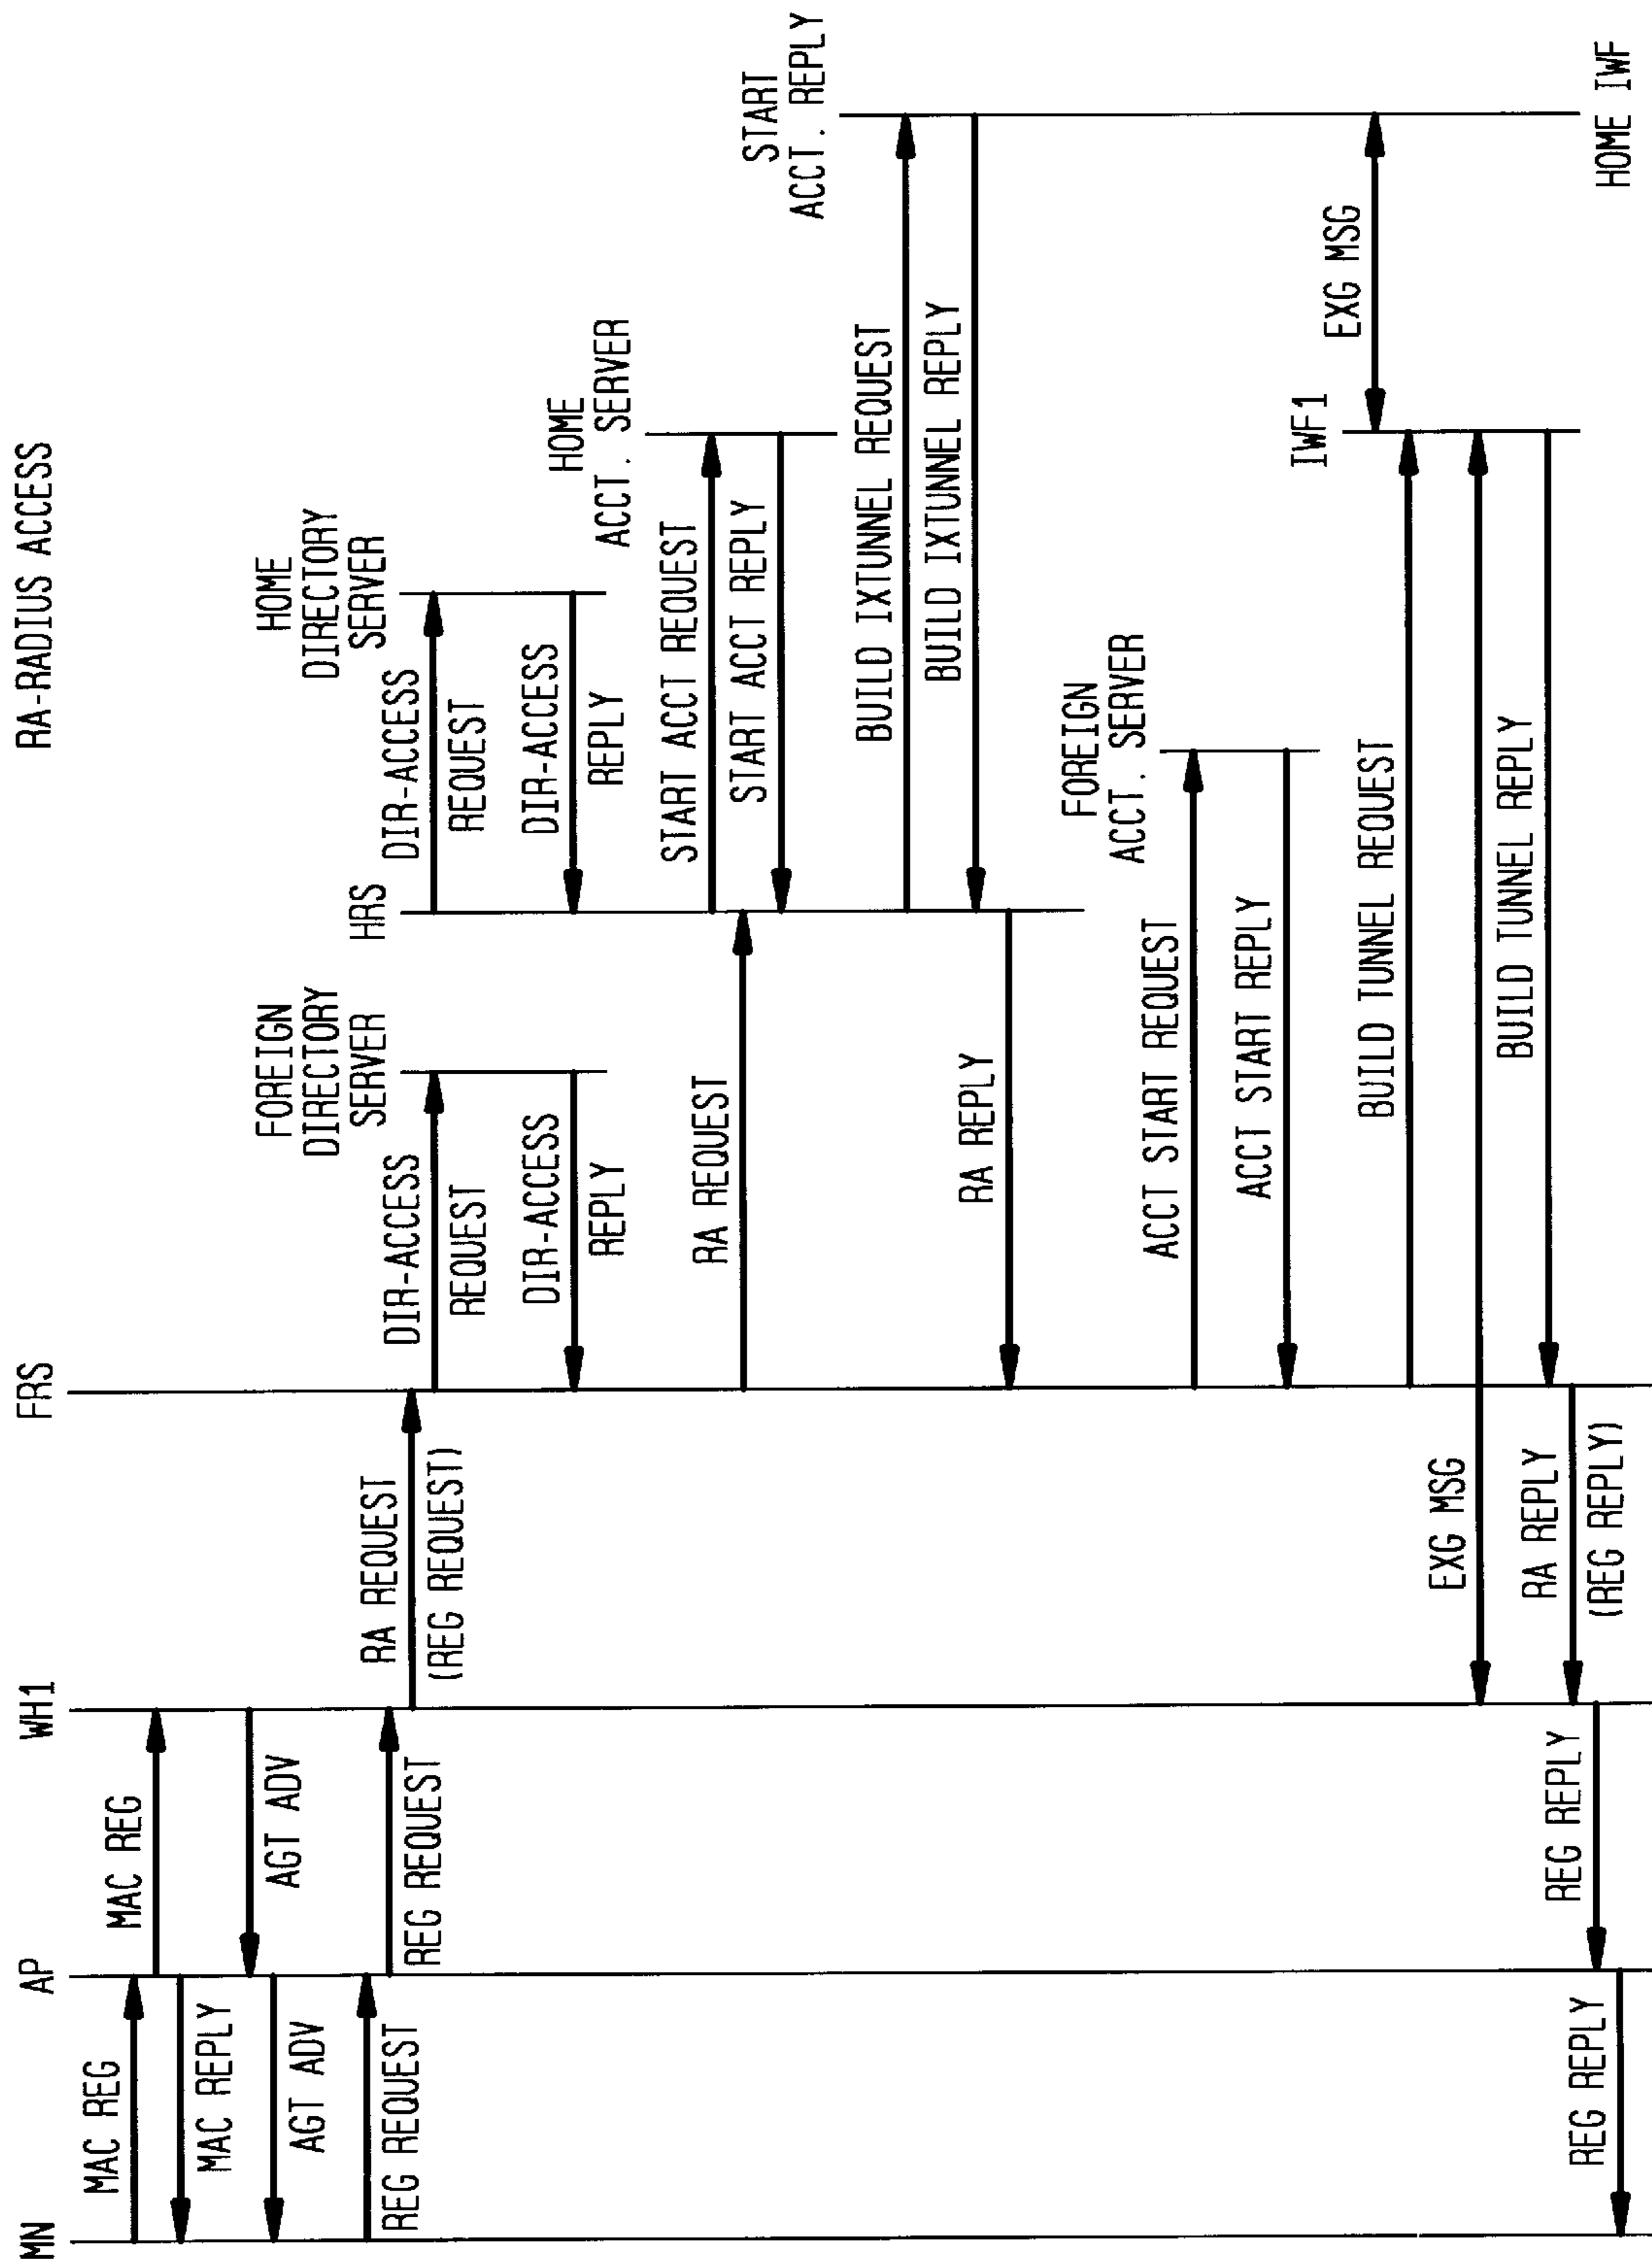 RA-RADIUS ACCESS
MN
AP
WH1
FRS
MAC REG
MAC REG
MAC REPLY
AGT ADV
AGT ADV
REG REQUEST
REG REQUEST
RA REQUEST
(REG REQUEST)
FOREIGN
DIRECTORY
SERVER
DIR-ACCESS
REQUEST
DIR-ACCESS
REPLY
HRS
HOME
DIRECTORY
SERVER
DIR-ACCESS
REQUEST
DIR-ACCESS
REPLY
RA REQUEST
HOME
ACCT. SERVER
START ACCT REQUEST
START ACCT REPLY
START
ACCT. REPLY
BUILD IXTUNNEL REQUEST
BUILD IXTUNNEL REPLY
RA REPLY
FOREIGN
ACCT. SERVER
ACCT START REQUEST
ACCT START REPLY
IWF1
EXG MSG
BUILD TUNNEL REQUEST
EXG MSG
BUILD TUNNEL REPLY
RA REPLY
(REG REPLY)
REG REPLY
REG REPLY
HOME IWF